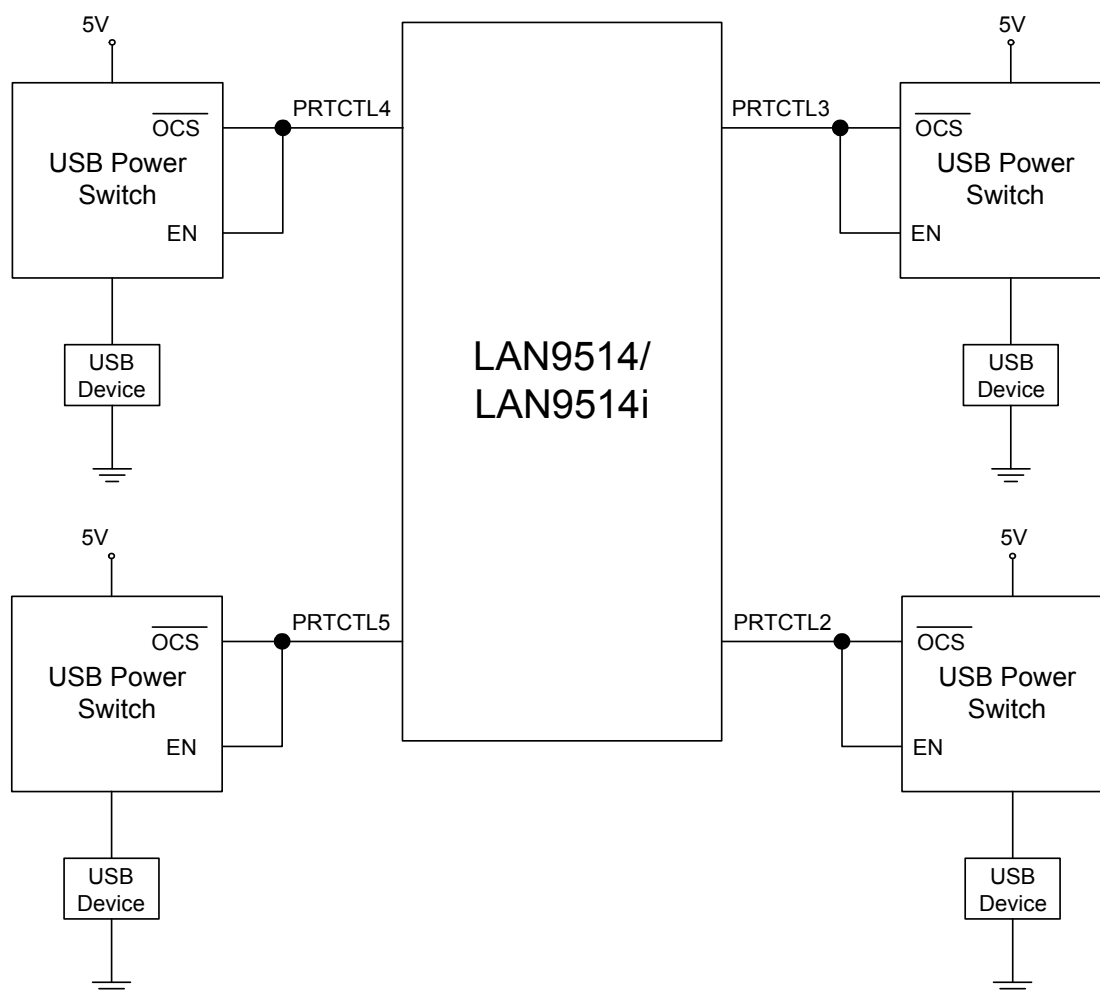 5V
OCS
USB Power
Switch
EN
PRTCTL4
USB
Device
5V
OCS
USB Power
Switch
EN
PRTCTL5
USB
Device
LAN9514/
LAN9514i
5V
PRTCTL3
OCS
USB Power
Switch
EN
USB
Device
5V
PRTCTL2
OCS
USB Power
Switch
EN
USB
Device